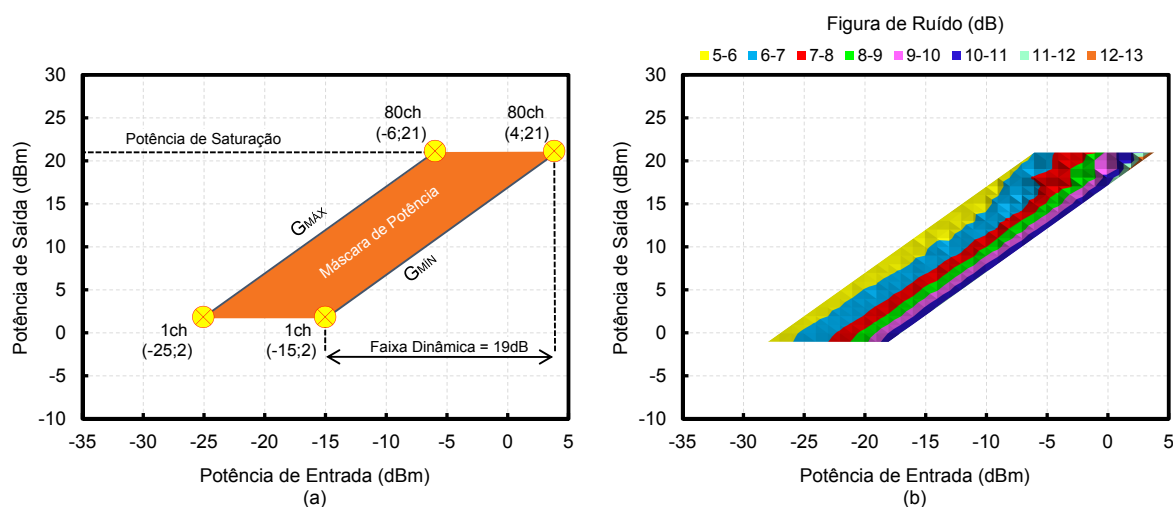 Figura de Ruído (dB)
5-6 6-7 7-8 8-9 9-10 10-11 11-12 12-13
Potência de Saída (dBm)
30
25
20
15
10
5
0
-5
-10
-35 -25 -20 -15 -10 -5 0 5
Potência de Entrada (dBm)
(a)
Potência de Saturação
80ch
(-6;21)
80ch
(4;21)
GMÁX
Máscara de Potência
GMÍN
1ch
(-25;2)
1ch
(-15;2)
Faixa Dinâmica = 19dB
Potência de Saída (dBm)
30
25
20
15
10
5
0
-5
-10
-35 -30 -25 -20 -15 -10 -5 0 5
Potência de Entrada (dBm)
(b)